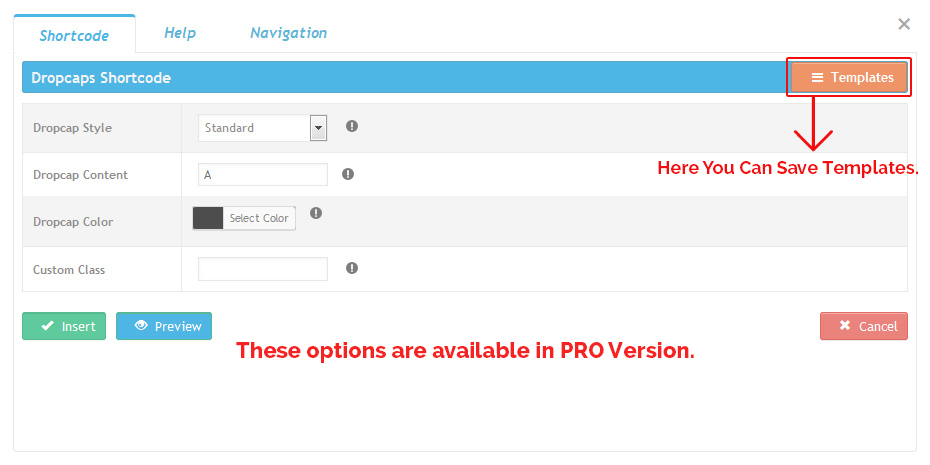 Shortcode Help Navigation ×
Dropcaps Shortcode Templates
Dropcap Style Standard
Here You Can Save Templates.
Dropcap Content A
Dropcap Color Select Color
Custom Class
Insert Preview Cancel
These options are available in PRO Version.